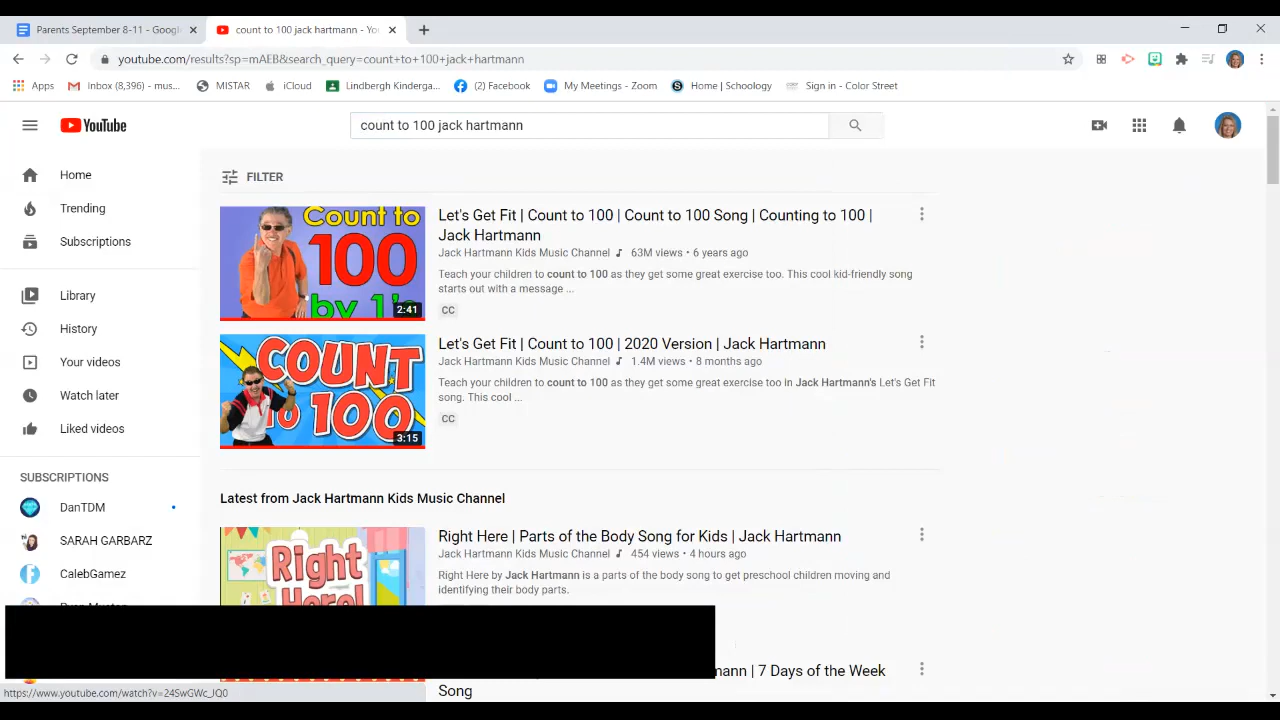 Parents September 8-11 - Google
count to 100 jack hartmann - Yo
youtube.com/results?sp=mAEB&search_query=count+to+100+jack+hartmann
Apps
Inbox (8,396) - mus...
MISTAR
iCloud
Lindbergh Kinderga...
(2) Facebook
My Meetings - Zoom
Home | Schoology
Sign in - Color Street
YouTube
count to 100 jack hartmann
Home
Trending
Subscriptions
Library
History
Your videos
Watch later
Liked videos
SUBSCRIPTIONS
DanTDM
SARAH GARBARZ
CalebGamez
FILTER
Count to
100
by 1's
2:41
Let's Get Fit | Count to 100 | Count to 100 Song | Counting to 100 |
Jack Hartmann
Jack Hartmann Kids Music Channel 63M views • 6 years ago
Teach your children to count to 100 as they get some great exercise too. This cool kid-friendly song
starts out with a message ...
CC
COUNT
TO 100
3:15
Let's Get Fit | Count to 100 | 2020 Version | Jack Hartmann
Jack Hartmann Kids Music Channel 1.4M views • 8 months ago
Teach your children to count to 100 as they get some great exercise too in Jack Hartmann's Let's Get Fit
song. This cool ...
CC
Latest from Jack Hartmann Kids Music Channel
Right
Here!
Right Here | Parts of the Body Song for Kids | Jack Hartmann
Jack Hartmann Kids Music Channel 454 views • 4 hours ago
Right Here by Jack Hartmann is a parts of the body song to get preschool children moving and
identifying their body parts.
mann | 7 Days of the Week
Song
https://www.youtube.com/watch?v=24SwGWc_JQ0